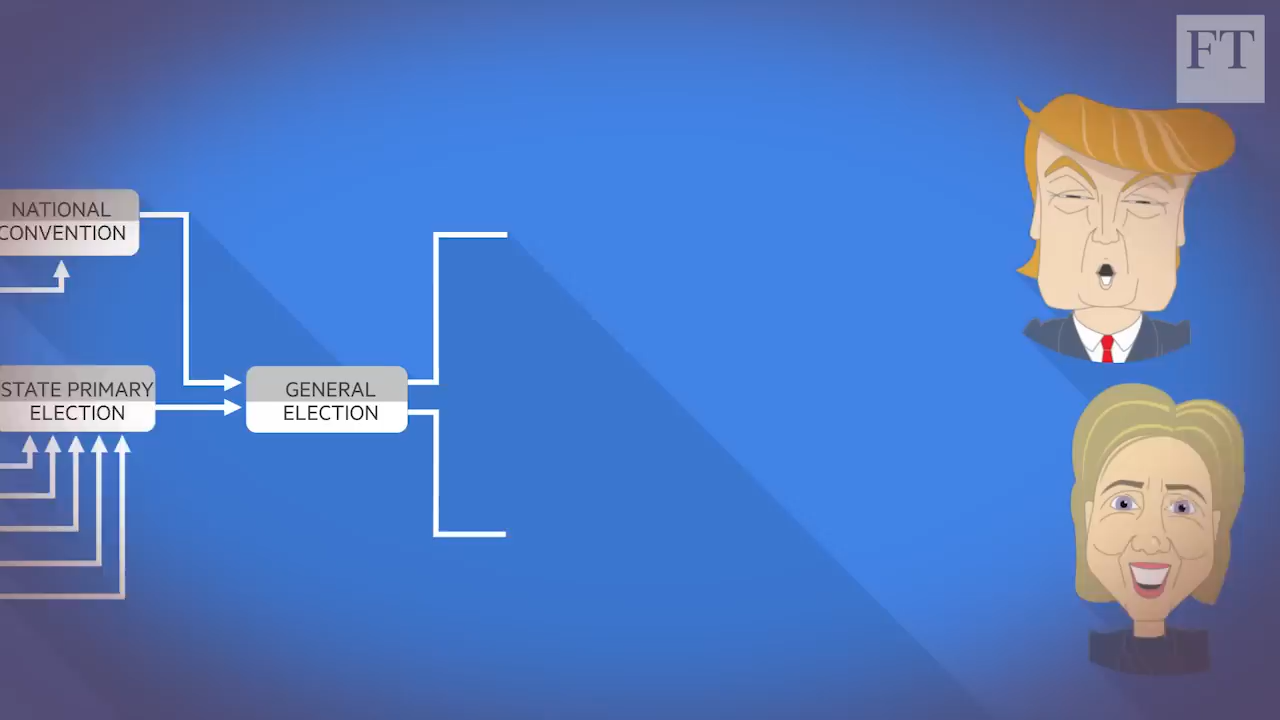 FT
NATIONAL
CONVENTION
STATE PRIMARY
ELECTION
GENERAL
ELECTION